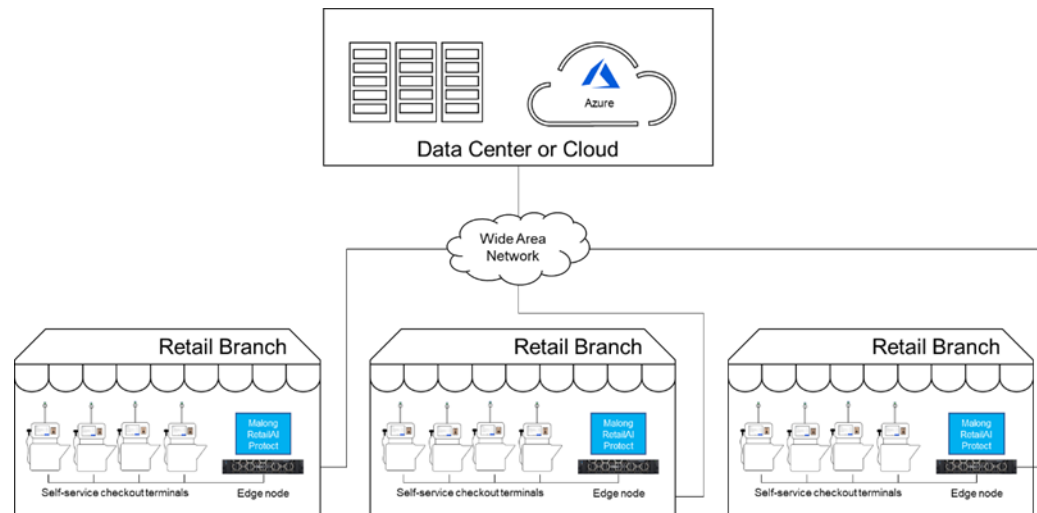 Azure
Data Center or Cloud
Wide Area
Network
Retail Branch
Malong
RetailAI
Protect
Self-service checkout terminals
Edge node
Retail Branch
Malong
RetailAI
Protect
Self-service checkout terminals
Edge node
Retail Branch
Malong
RetailAI
Protect
Self-service checkout terminals
Edge node